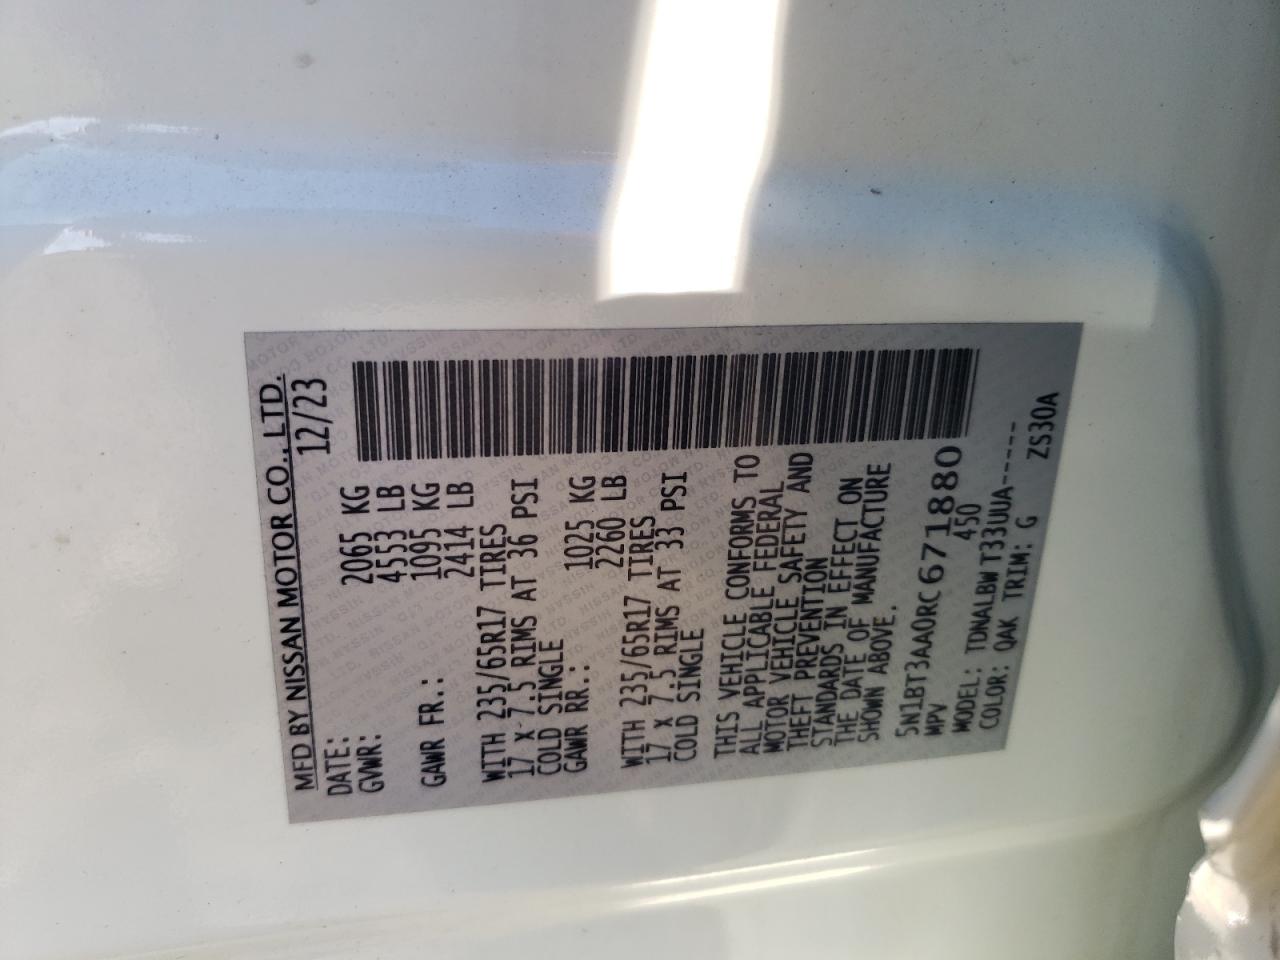 MFD BY NISSAN MOTOR CO., LTD.
DATE: 12/23
GVWR: 2065 KG
4553 LB
GAWR FR.: 1095 KG
2414 LB
WITH 235/65R17 TIRES
17 X 7.5 RIMS AT 36 PSI
COLD SINGLE
GAWR RR.: 1025 KG
2260 LB
WITH 235/65R17 TIRES
17 X 7.5 RIMS AT 33 PSI
COLD SINGLE
THIS VEHICLE CONFORMS TO
ALL APPLICABLE FEDERAL
MOTOR VEHICLE SAFETY AND
THEFT PREVENTION
STANDARDS IN EFFECT ON
THE DATE OF MANUFACTURE
SHOWN ABOVE.
5N1BT3AA0RC671880
MPV 450
MODEL: TDNALBWT33UUA-----
COLOR: QAK TRIM: G ZS30A